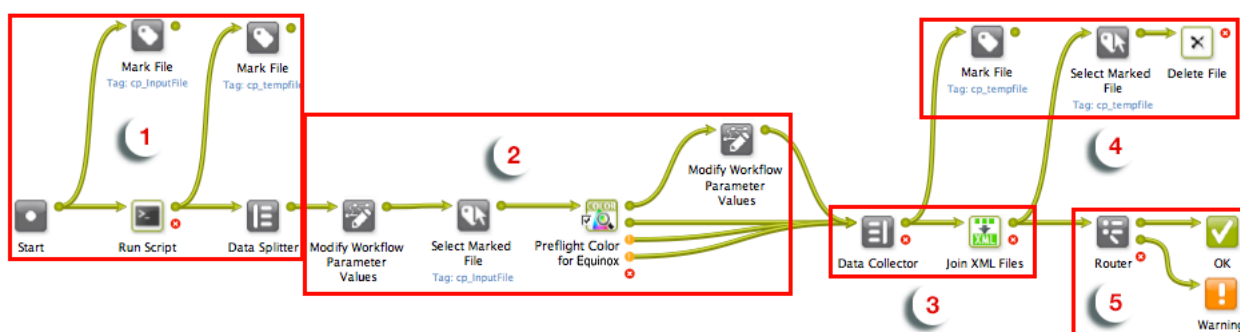 Mark File
Tag: cp_InputFile
Mark File
Tag: cp_tempfile
1
Start
Run Script
Data Splitter
2
Modify Workflow
Parameter
Values
Select Marked
File
Tag: cp_InputFile
COLOR
Preflight Color
for Equinox
Modify Workflow
Parameter
Values
Data Collector
XML
Join XML Files
3
Mark File
Tag: cp_tempfile
Select Marked
File
Tag: cp_tempfile
Delete File
4
Router
OK
Warning
5